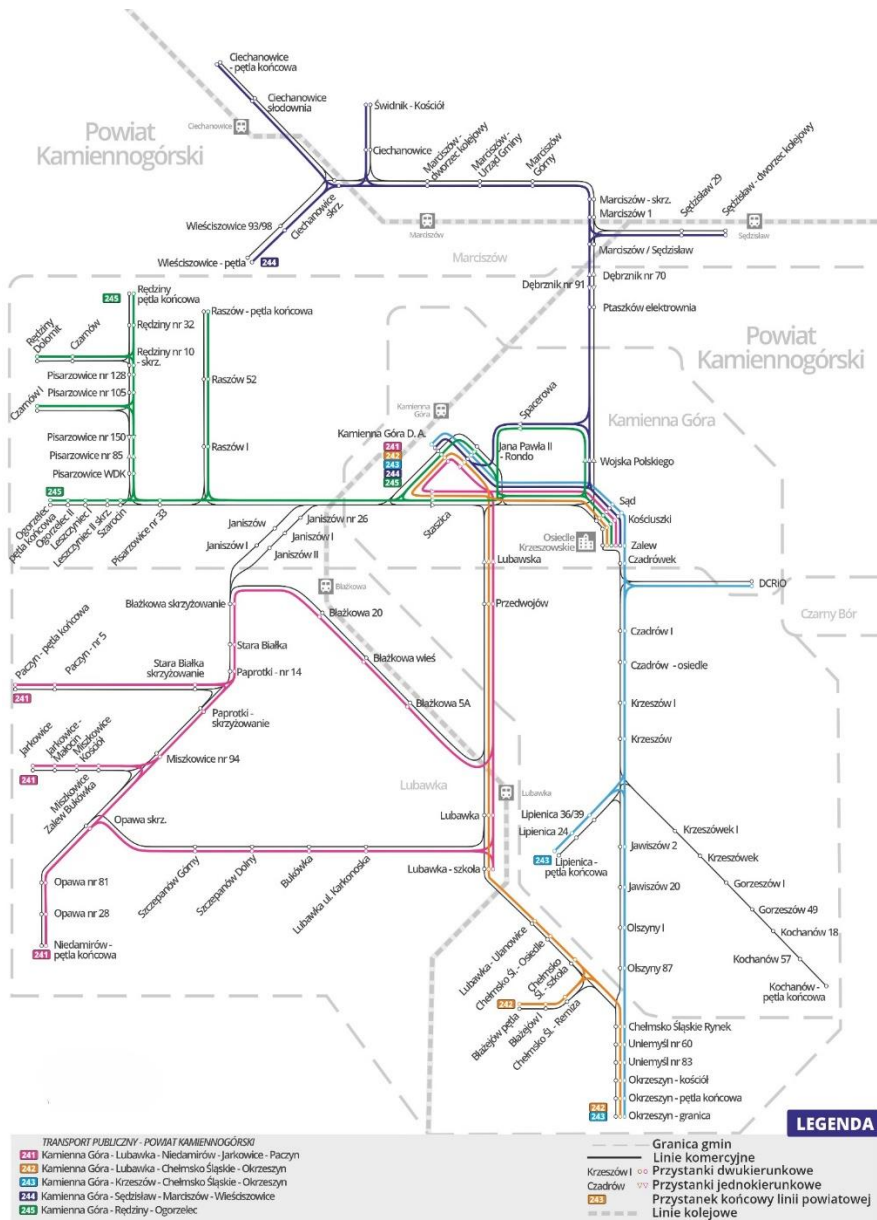 Ciechanowice
- pętla końcowa
Ciechanowice
słodownia
Świdnik - Kościół
Ciechanowice
Powiat
Kamiennogórski
Ciechanowice
Marciszów -
dworzec kolejowy
Marciszów -
Urząd Gminy
Marciszów
Górny
Sędzisław 29
Sędzisław - dworzec kolejowy
Marciszów - skrz.
Marciszów 1
Wieściszowice 93/98
Ciechanowice
skrz.
Marciszów
Sędzisław
Wieściszowice - pętla
244
Marciszów / Sędzisław
Marciszów
Dębrznik nr 70
Dębrznik nr 91
Ptaszków elektrownia
245
Rędziny
pętla końcowa
Raszów - pętla końcowa
Rędziny
Dolomit
Czarnów
Rędziny nr 32
Rędziny nr 10
- skrz.
Powiat
Kamiennogórski
Pisarzowice nr 128
Raszów 52
Pisarzowice nr 105
Czarnów I
Kamienna
Góra
Spacerowa
Kamienna Góra
Pisarzowice nr 150
Raszów I
Kamienna Góra D. A.
241
242
243
244
245
Jana Pawła II
- Rondo
Pisarzowice nr 85
Pisarzowice WDK
Wojska Polskiego
245
Ogorzelec
pętla końcowa
Ogorzelec II
Leszczyniec I
Leszczyniec II skrz.
Szarocin
Pisarzowice nr 33
Sąd
Kościuszki
Staszica
Janiszów
Janiszów nr 26
Janiszów I
Janiszów I
Janiszów II
Osiedle
Krzeszowskie
Zalew
Czadrówek
Lubawska
Błażkowa
DCRIO
Błażkowa skrzyżowanie
Przedwojów
Błażkowa 20
Czarny Bór
Czadrów I
Paczyn - pętla końcowa
Paczyn - nr 5
Stara Białka
Stara Białka
skrzyżowanie
Błażkowa wieś
Czadrów - osiedle
Paprotki - nr 14
241
Błażkowa 5A
Krzeszów I
Paprotki -
skrzyżowanie
Krzeszów
Jarkowice
Jarkowice -
Małocin
Miszkowice
Kościół
Miszkowice nr 94
241
Miszkowice
Zalew Bukówka
Lubawka
Lubawka
Opawa skrz.
Lubawka
Lipienica 36/39
Lipienica 24
243
Lipienica -
pętla końcowa
Krzeszówek I
Jawiszów 2
Krzeszówek
Lubawka - szkoła
Opawa nr 81
Szczepanów Górny
Szczepanów Dolny
Bukówka
Lubawka ul. Karkonoska
Jawiszów 20
Gorzeszów I
Gorzeszów 49
Opawa nr 28
Olszyny I
Kochanów 18
Niedamirów -
pętla końcowa
241
Lubawka - Ulanowice
Chełmsko Śl. - Osiedle
Chełmsko
Śl. - szkoła
Olszyny 87
Kochanów 57
Kochanów -
pętla końcowa
242
Błażejów pętla
Błażejów I
Chełmsko Śl. - Remiza
Chełmsko Śląskie Rynek
Uniemyśl nr 60
Uniemyśl nr 83
Okrzeszyn - kościół
Okrzeszyn - pętla końcowa
242
243
Okrzeszyn - granica
LEGENDA
TRANSPORT PUBLICZNY - POWIAT KAMIENNOGÓRSKI
241 Kamienna Góra - Lubawka - Niedamirów - Jarkowice - Paczyn
242 Kamienna Góra - Lubawka - Chełmsko Śląskie - Okrzeszyn
243 Kamienna Góra - Krzeszów - Chełmsko Śląskie - Okrzeszyn
244 Kamienna Góra - Sędzisław - Marciszów - Wieściszowice
245 Kamienna Góra - Rędziny - Ogorzelec
Granica gmin
Linie komercyjne
Krzeszów I Przystanki dwukierunkowe
Czadrów Przystanki jednokierunkowe
243 Przystanek końcowy linii powiatowej
Linie kolejowe